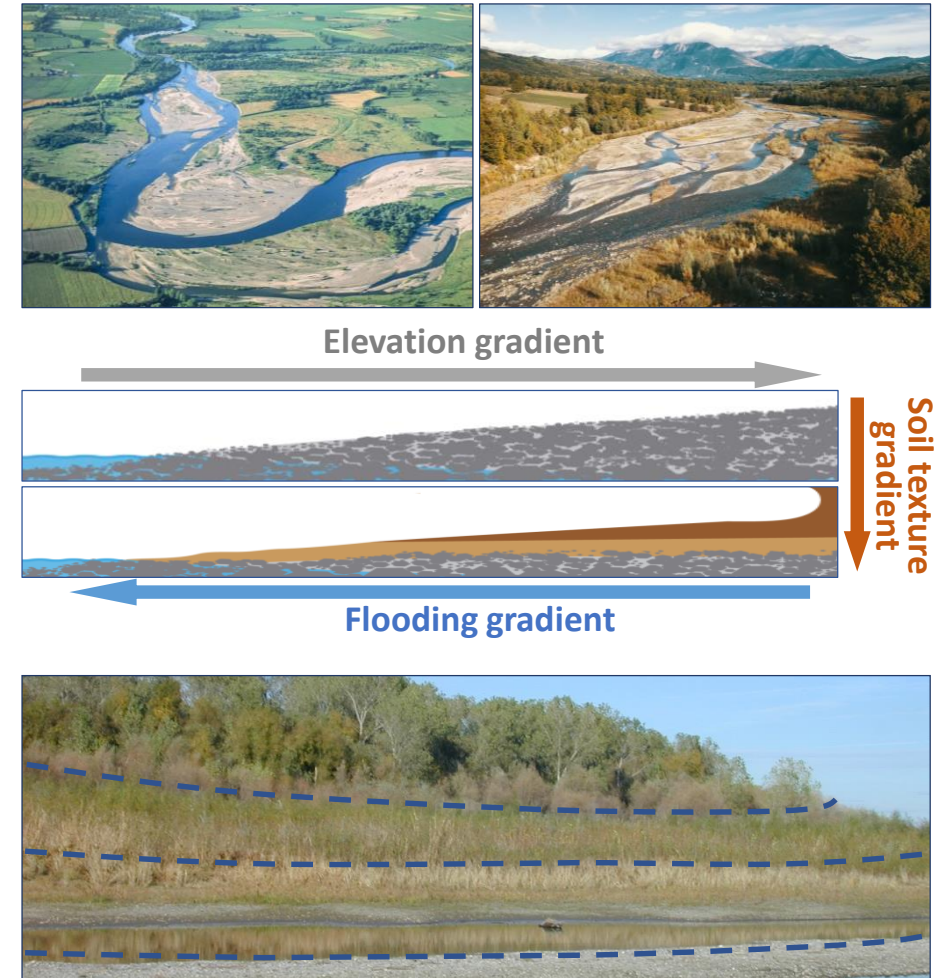 Elevation gradient
Soil texture
gradient
Flooding gradient